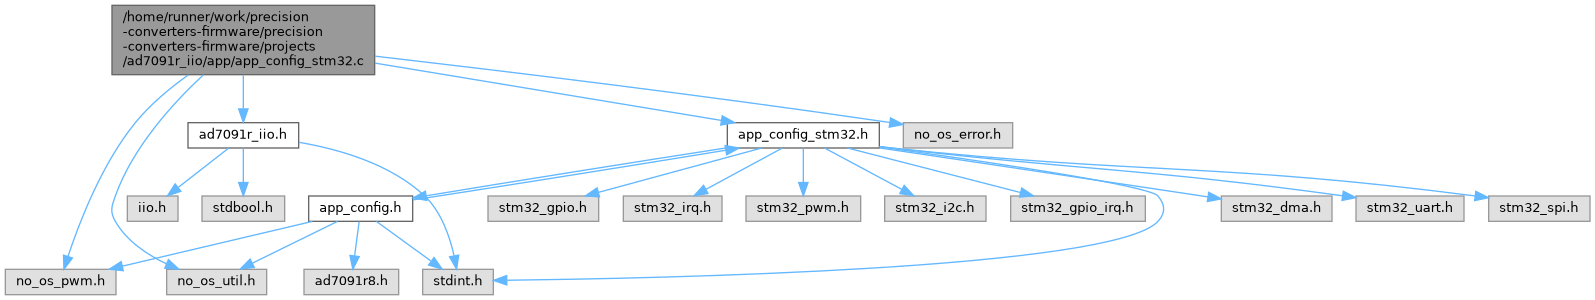 /home/runner/work/precision
-converters-firmware/precision
-converters-firmware/projects
/ad7091r_iio/app/app_config_stm32.c
ad7091r_iio.h
app_config_stm32.h
no_os_error.h
iio.h
stdbool.h
app_config.h
stm32_gpio.h
stm32_irq.h
stm32_pwm.h
stm32_i2c.h
stm32_gpio_irq.h
stm32_dma.h
stm32_uart.h
stm32_spi.h
no_os_pwm.h
no_os_util.h
ad7091r8.h
stdint.h